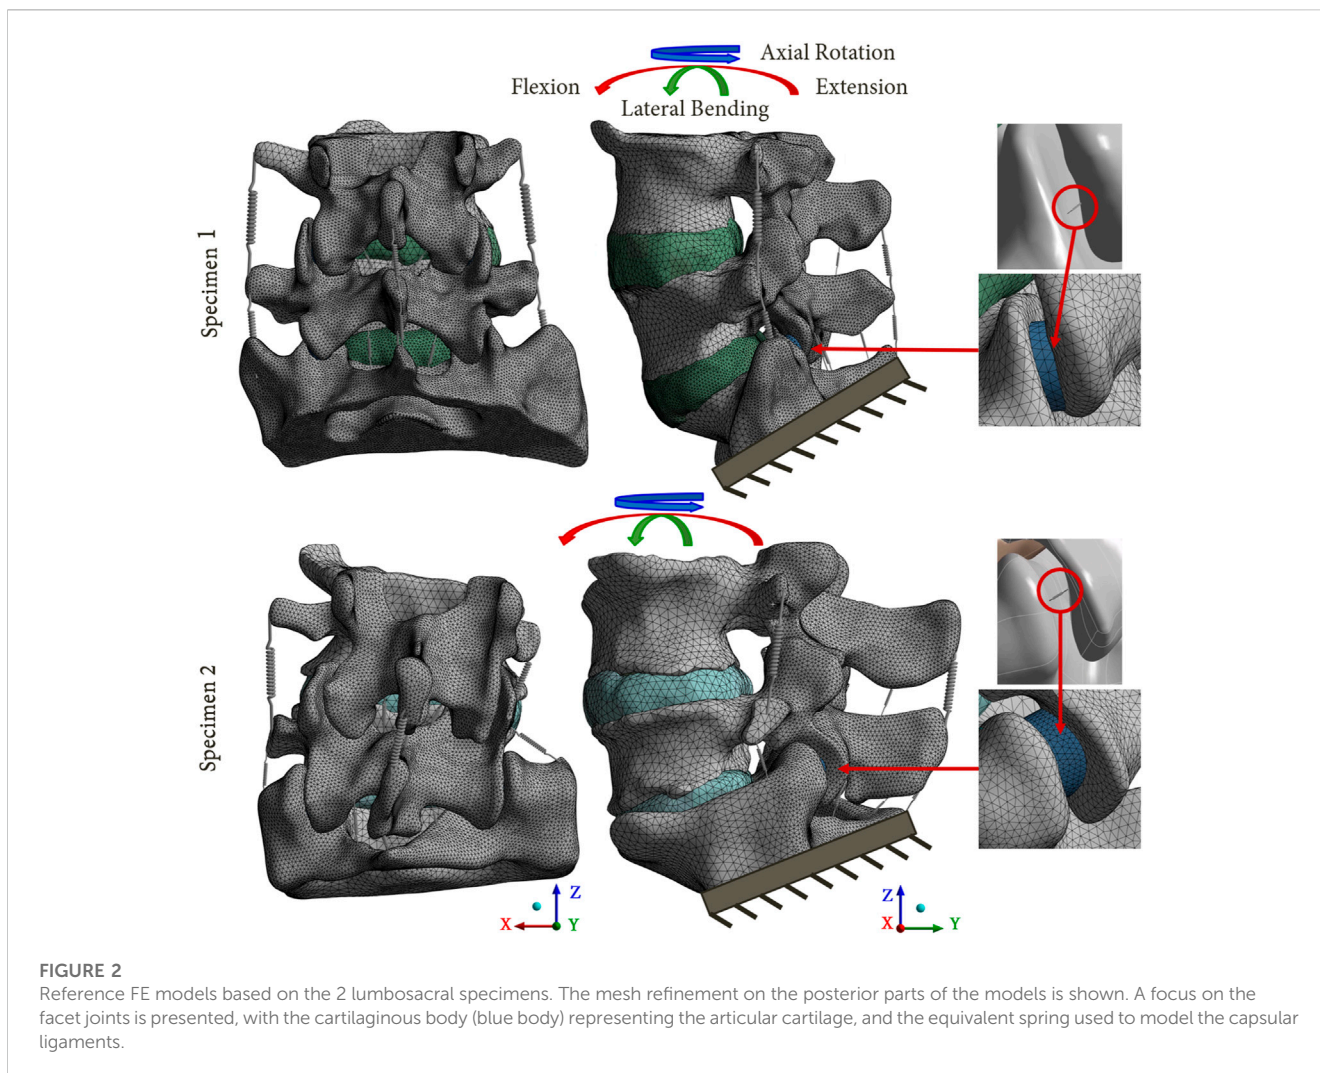 Axial Rotation
Flexion
Extension
Lateral Bending
Specimen 1
Specimen 2
Z
X
Y
Z
X
Y
FIGURE 2
Reference FE models based on the 2 lumbosacral specimens. The mesh refinement on the posterior parts of the models is shown. A focus on the
facet joints is presented, with the cartilaginous body (blue body) representing the articular cartilage, and the equivalent spring used to model the capsular
ligaments.